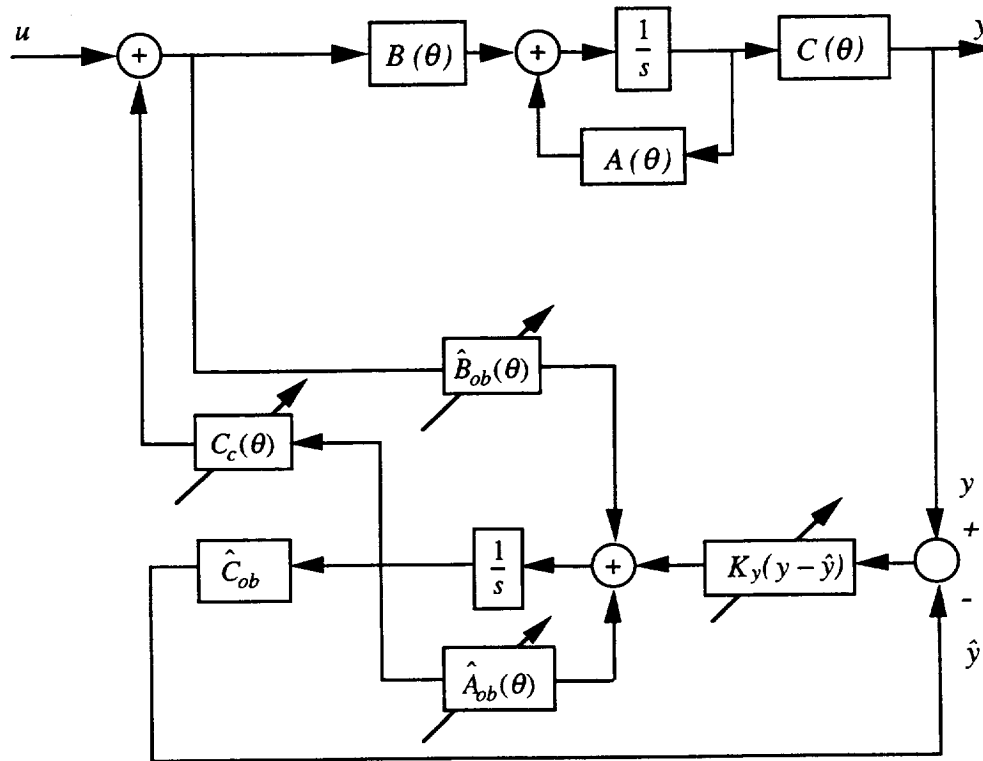 u
+
B(θ)
+
1/s
C(θ)
y
A(θ)
B̂_ob(θ)
C_c(θ)
y
+
Ĉ_ob
1/s
+
K_y(y − ŷ)
-
ŷ
Â_ob(θ)